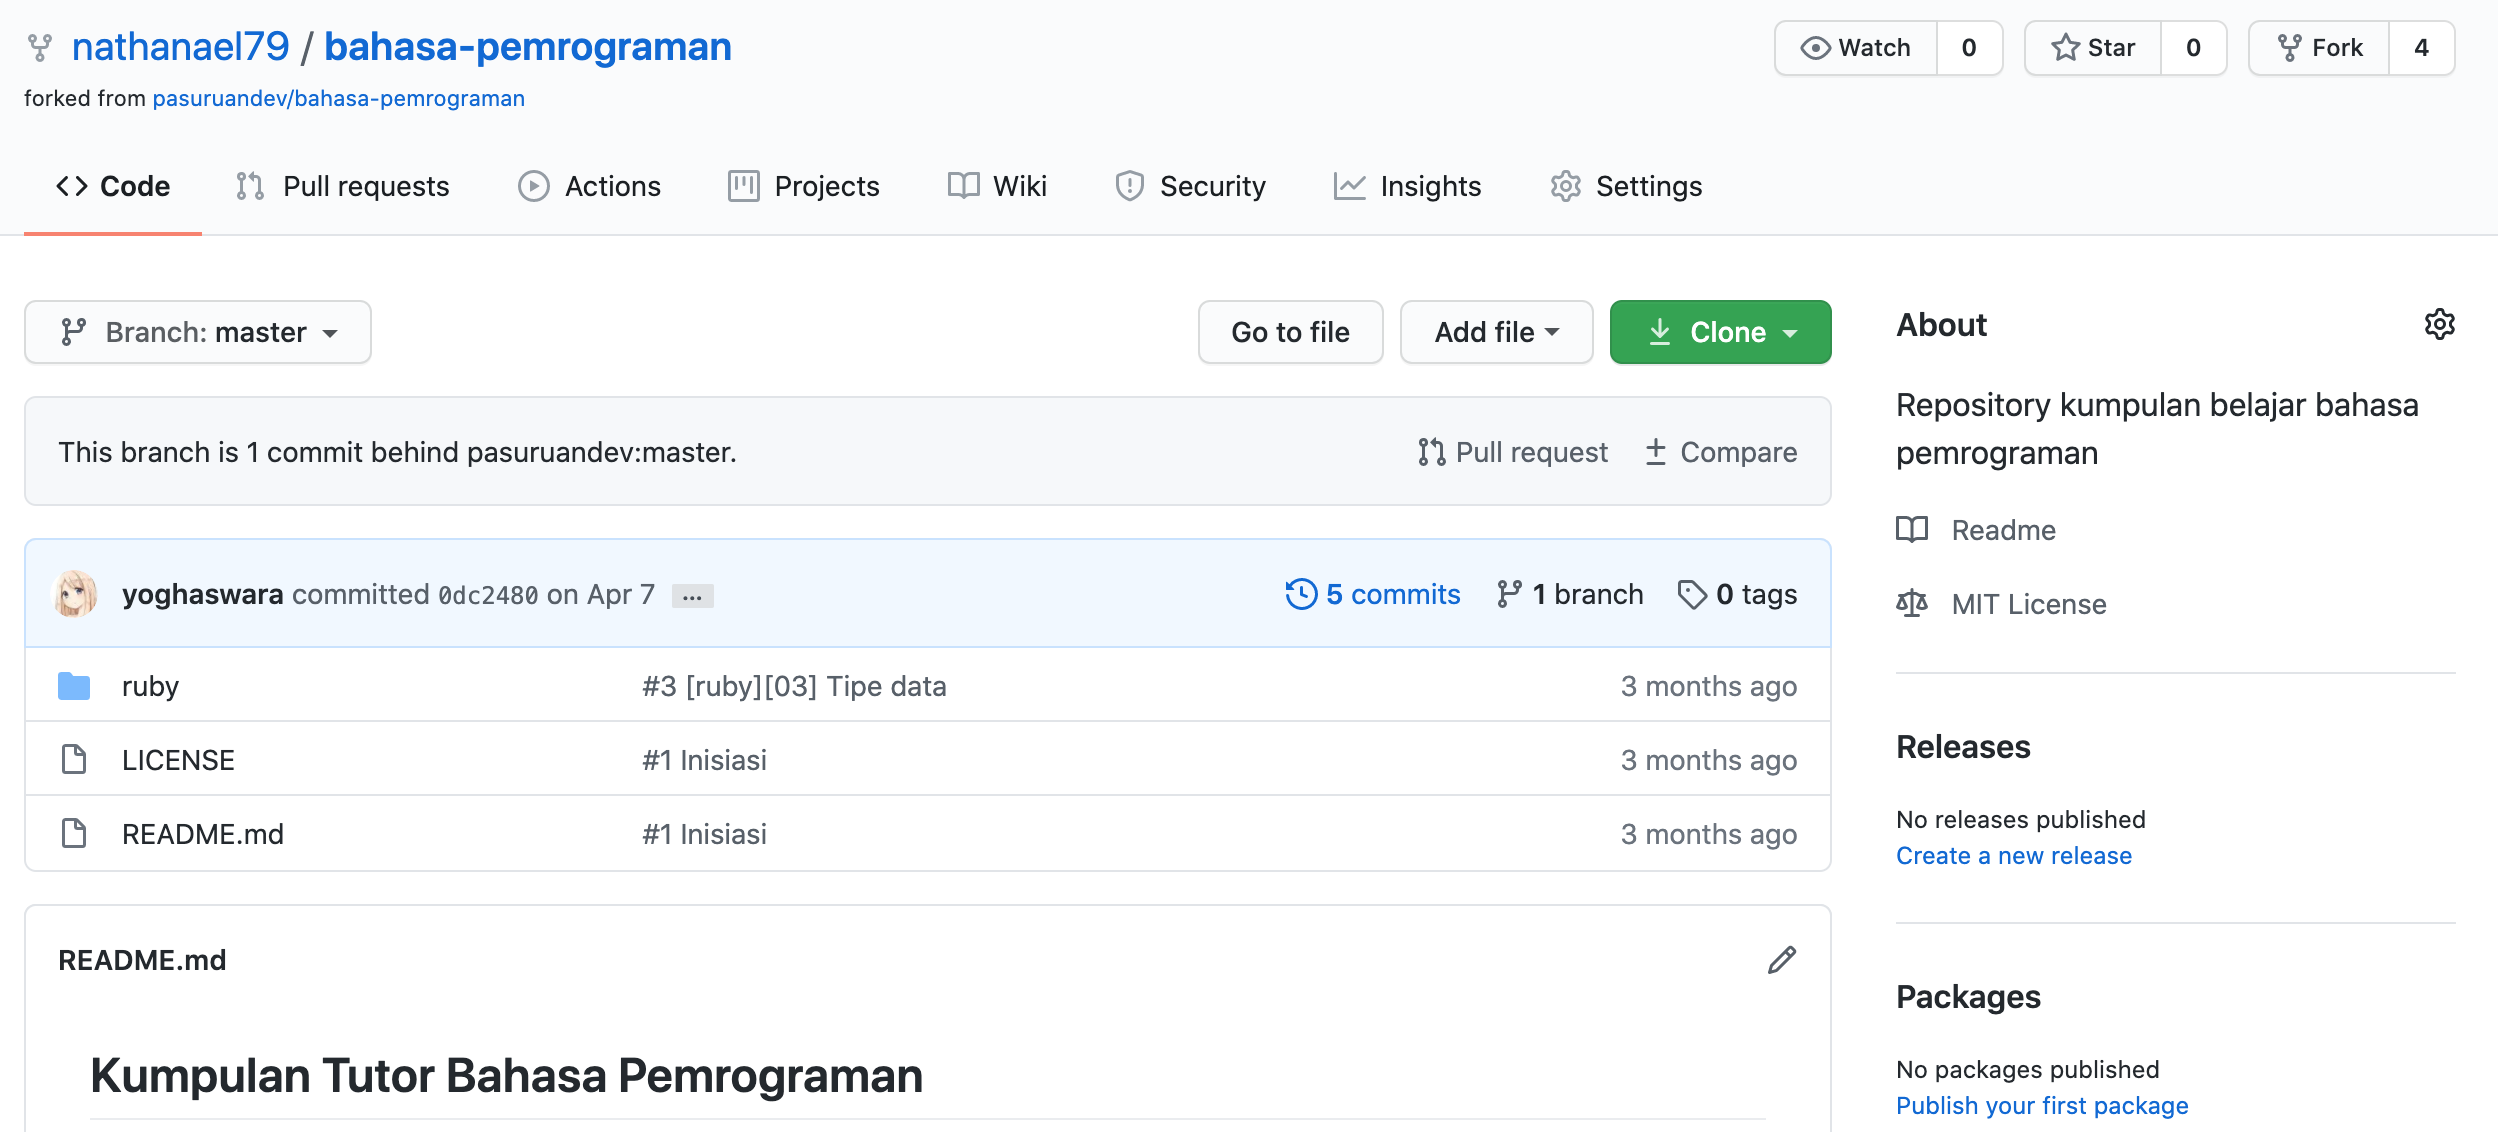 nathanael79 / bahasa-pemrograman
Watch 0
Star 0
Fork 4
forked from pasuruandev/bahasa-pemrograman
Code
Pull requests
Actions
Projects
Wiki
Security
Insights
Settings
Branch: master
Go to file
Add file
Clone
This branch is 1 commit behind pasuruandev:master.
Pull request
Compare
yoghaswara committed 0dc2480 on Apr 7 ...
5 commits
1 branch
0 tags
ruby #3 [ruby][03] Tipe data 3 months ago
LICENSE #1 Inisiasi 3 months ago
README.md #1 Inisiasi 3 months ago
README.md
Kumpulan Tutor Bahasa Pemrograman
About
Repository kumpulan belajar bahasa
pemrograman
Readme
MIT License
Releases
No releases published
Create a new release
Packages
No packages published
Publish your first package